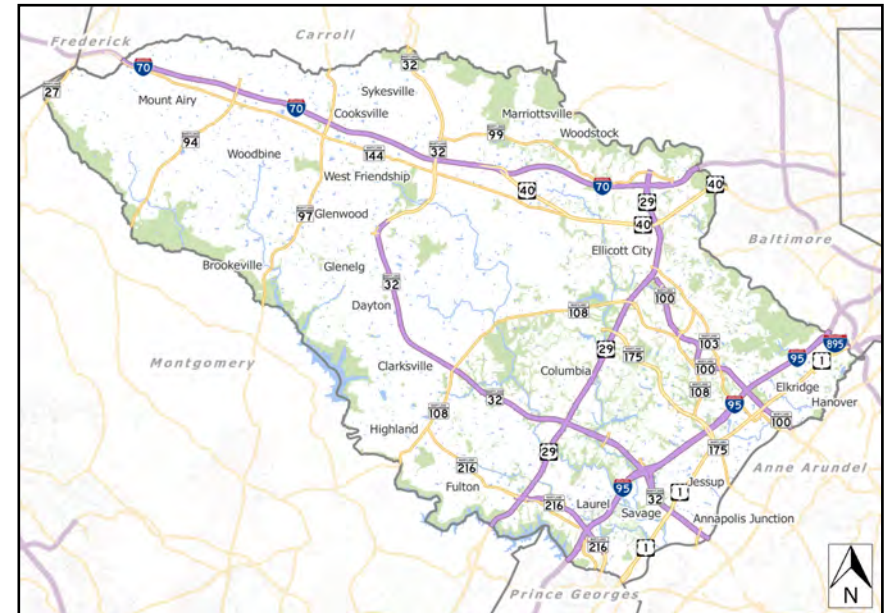 Frederick
Carroll
32
70
27
Mount Airy
70
Sykesville
Cooksville
Marriottsville
MARYLAND
99
Woodstock
94
Woodbine
144
32
West Friendship
40
70
29
40
97
Glenwood
40
Baltimore
Ellicott City
Brookeville
Glenelg
32
100
Dayton
108
Montgomery
29
175
103
895
95
1
Clarksville
Columbia
100
Elkridge
32
108
95
Hanover
108
100
Highland
29
175
Anne Arundel
216
Fulton
95
Jessup
1
Laurel
32
216
Savage
Annapolis Junction
216
1
Prince Georges
N